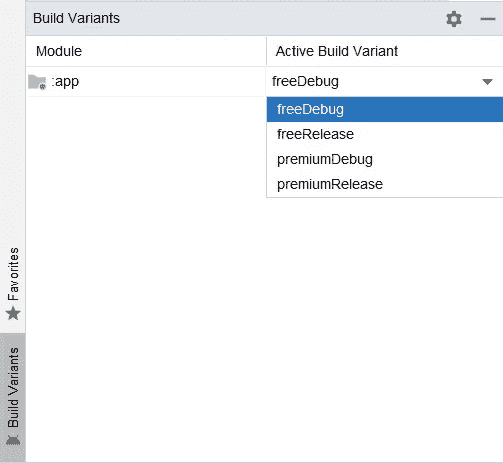 Build Variants
Module Active Build Variant
:app freeDebug
freeDebug
freeRelease
premiumDebug
premiumRelease
Favorites
Build Variants